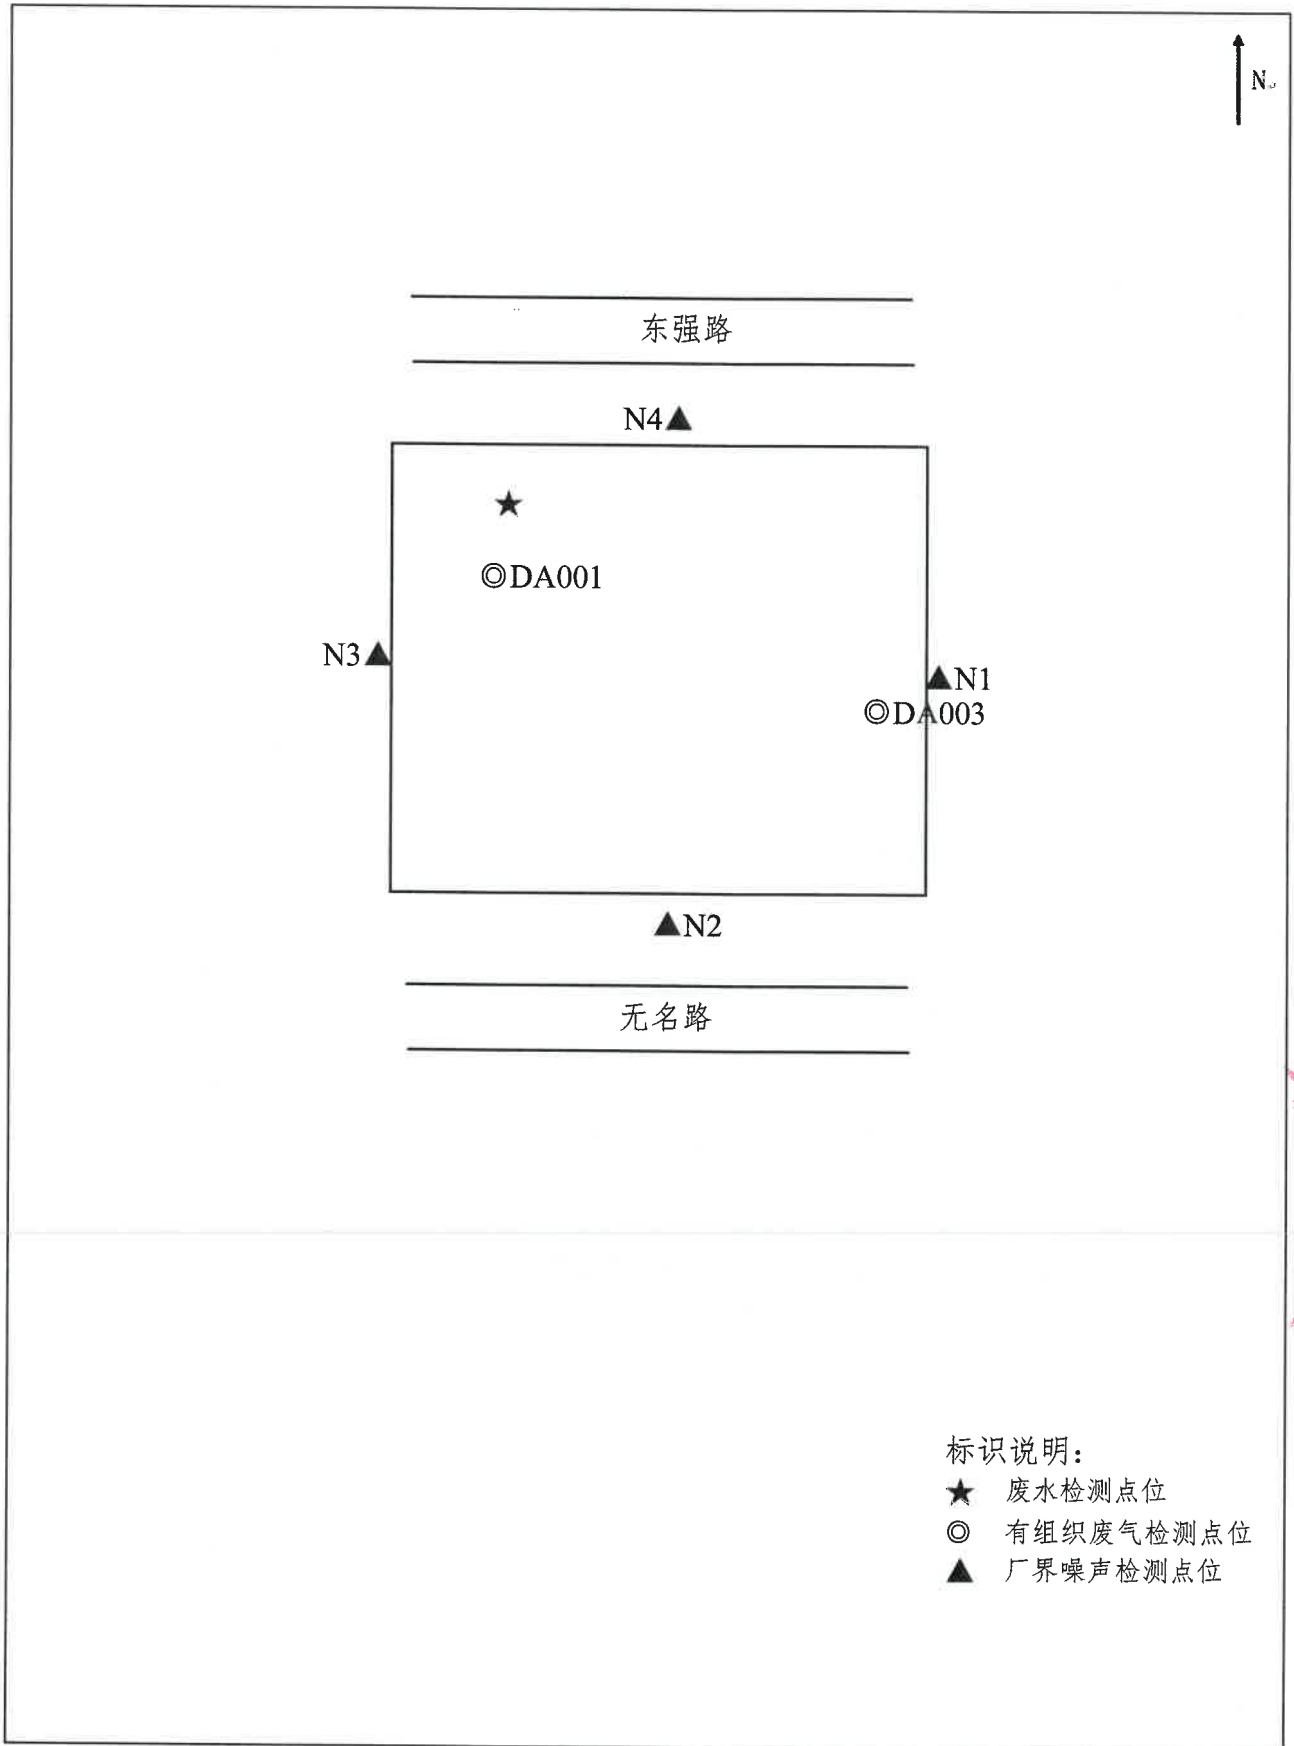 N
东强路
N4▲
★
◎DA001
N3▲
▲N1
◎DA003
▲N2
无名路
标识说明：
★ 废水检测点位
◎ 有组织废气检测点位
▲ 厂界噪声检测点位